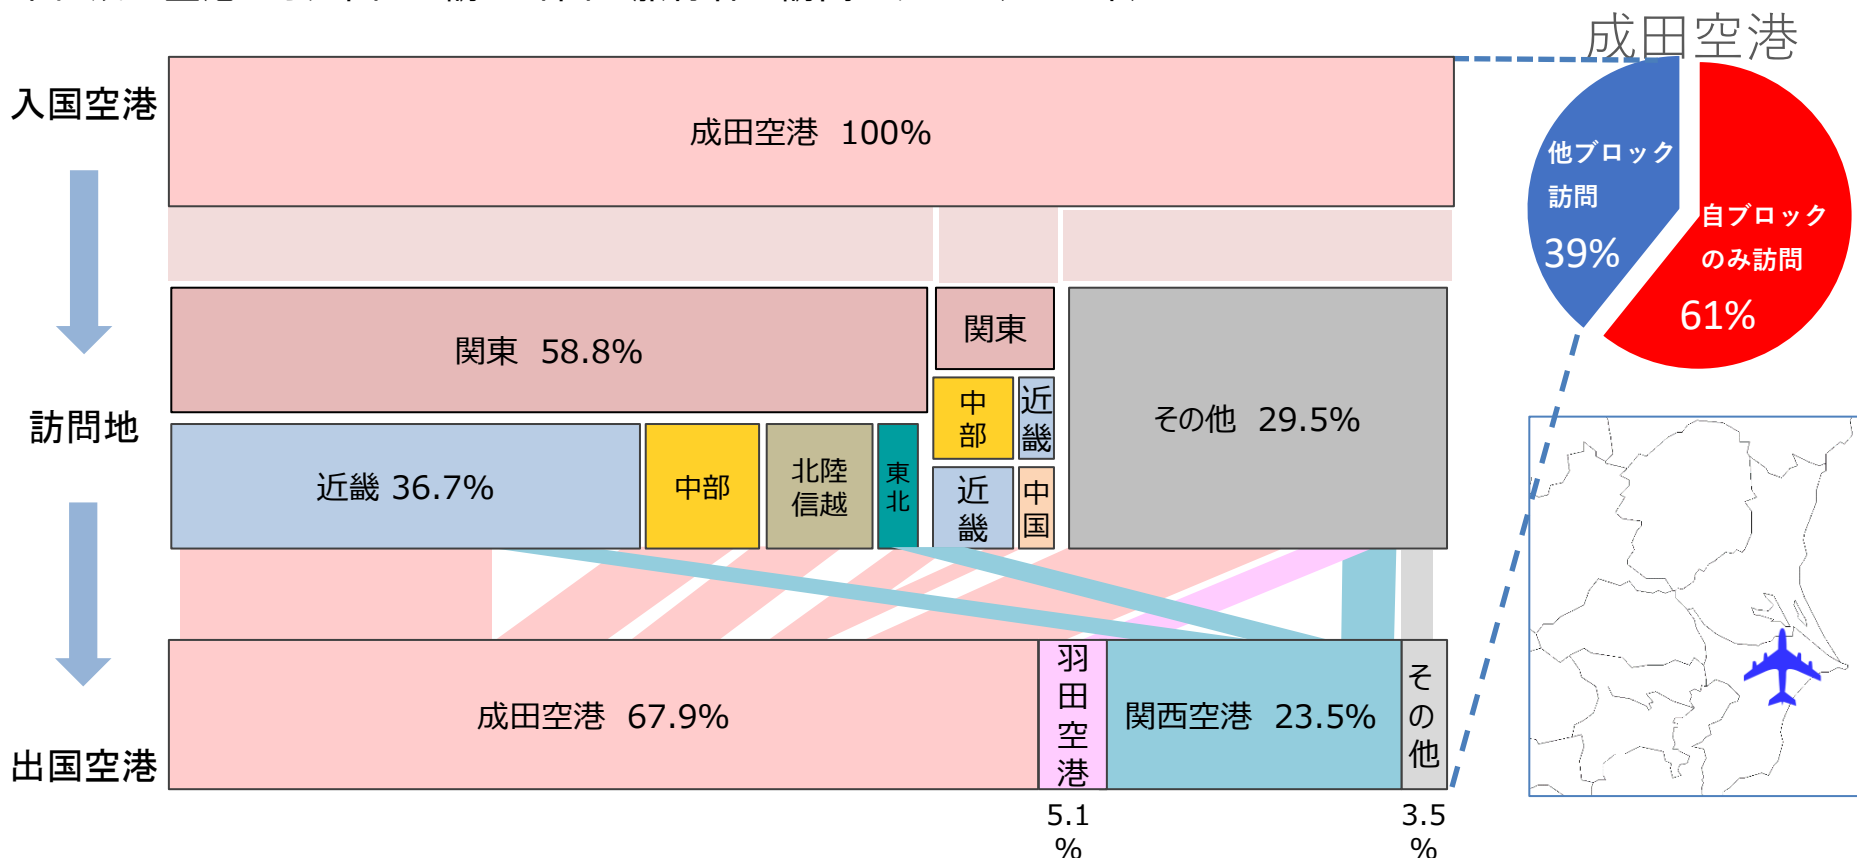 成田空港
入国空港
成田空港 100%
他ブロック
訪問
39%
自ブロック
のみ訪問
61%
関東 58.8%
関東
その他 29.5%
訪問地
近畿 36.7%
中部
北陸
信越
東
北
中
部
近
畿
近
畿
中
国
出国空港
成田空港 67.9%
羽
田
空
港
関西空港 23.5%
そ
の
他
5.1
%
3.5
%